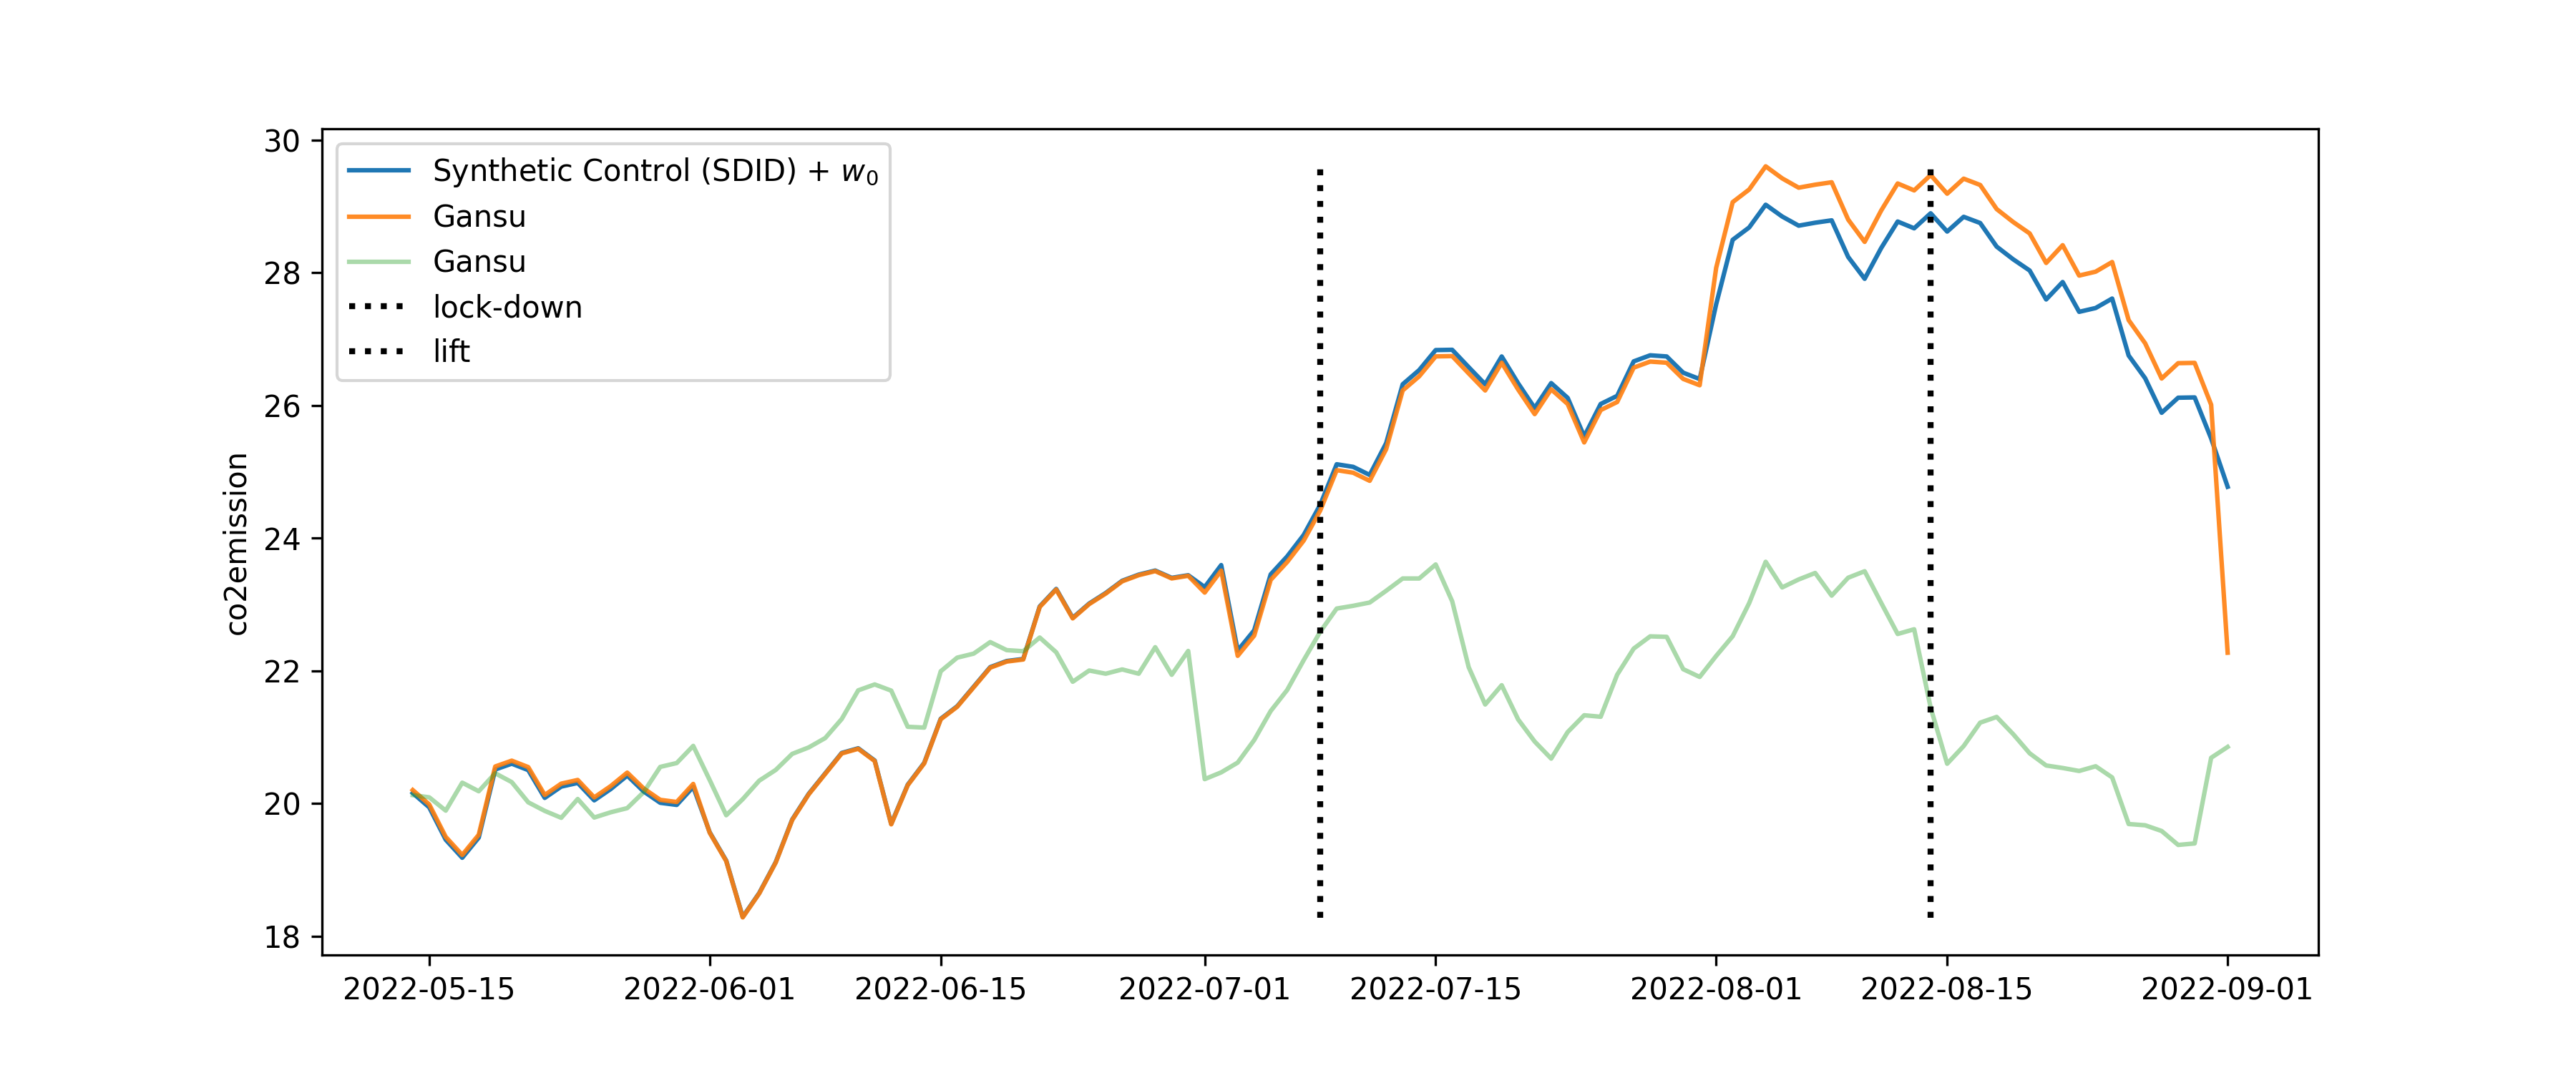 30
28
26
24
22
20
18
co2emission
Synthetic Control (SDID) + w₀
Gansu
Gansu
lock-down
lift
2022-05-15 2022-06-01 2022-06-15 2022-07-01 2022-07-15 2022-08-01 2022-08-15 2022-09-01